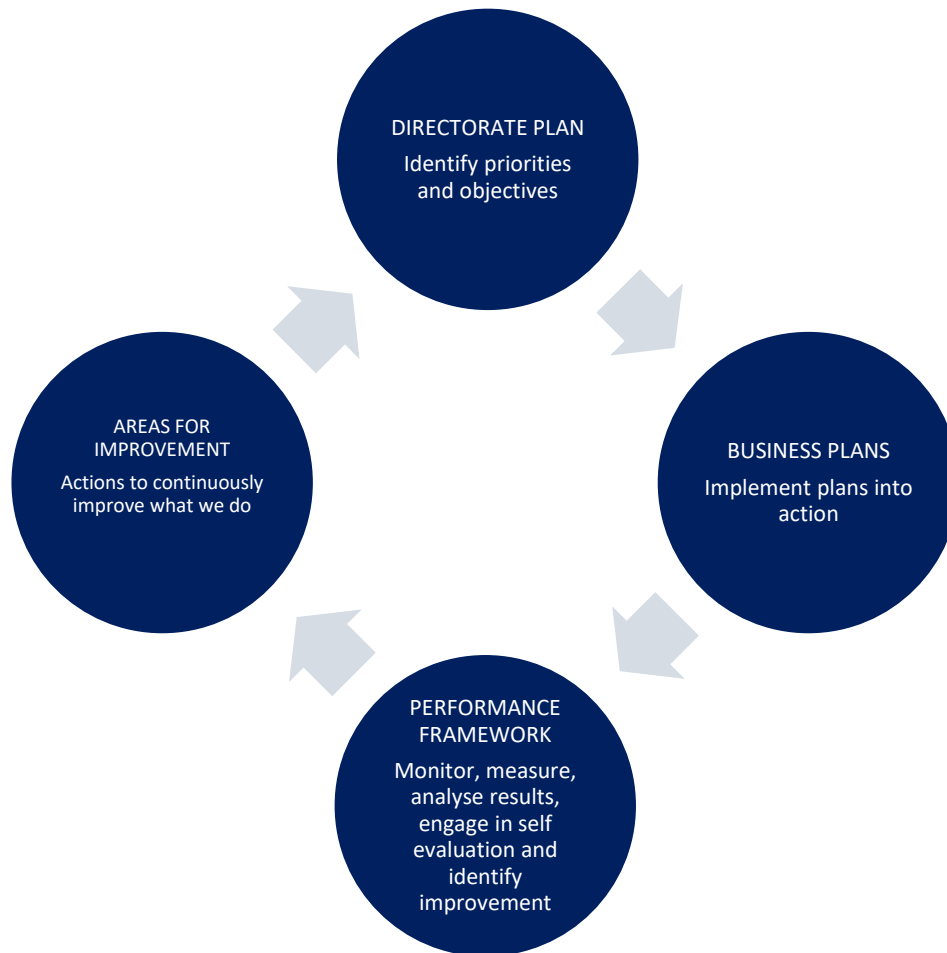 DIRECTORATE PLAN
Identify priorities
and objectives
AREAS FOR
IMPROVEMENT
Actions to continuously
improve what we do
BUSINESS PLANS
Implement plans into
action
PERFORMANCE
FRAMEWORK
Monitor, measure,
analyse results,
engage in self
evaluation and
identify
improvement